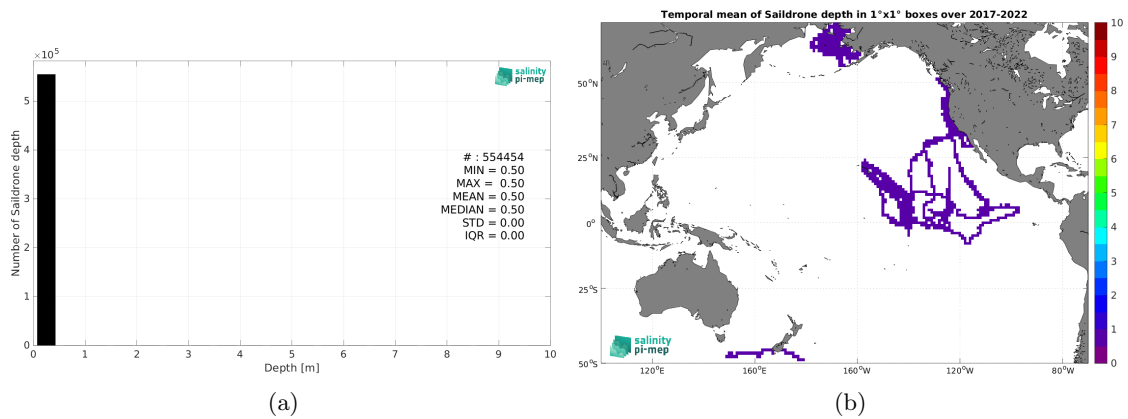 ×10⁵
5
4
3
2
1
0
Number of Saildrone depth
salinity
pi-mep
# : 554454
MIN = 0.50
MAX = 0.50
MEAN = 0.50
MEDIAN = 0.50
STD = 0.00
IQR = 0.00
0 1 2 3 4 5 6 7 8 9 10
Depth [m]
(a)
Temporal mean of Saildrone depth in 1°x1° boxes over 2017-2022
50°N
25°N
0°
25°S
50°S
120°E 160°E 160°W 120°W 80°W
salinity
pi-mep
10
9
8
7
6
5
4
3
2
1
0
(b)